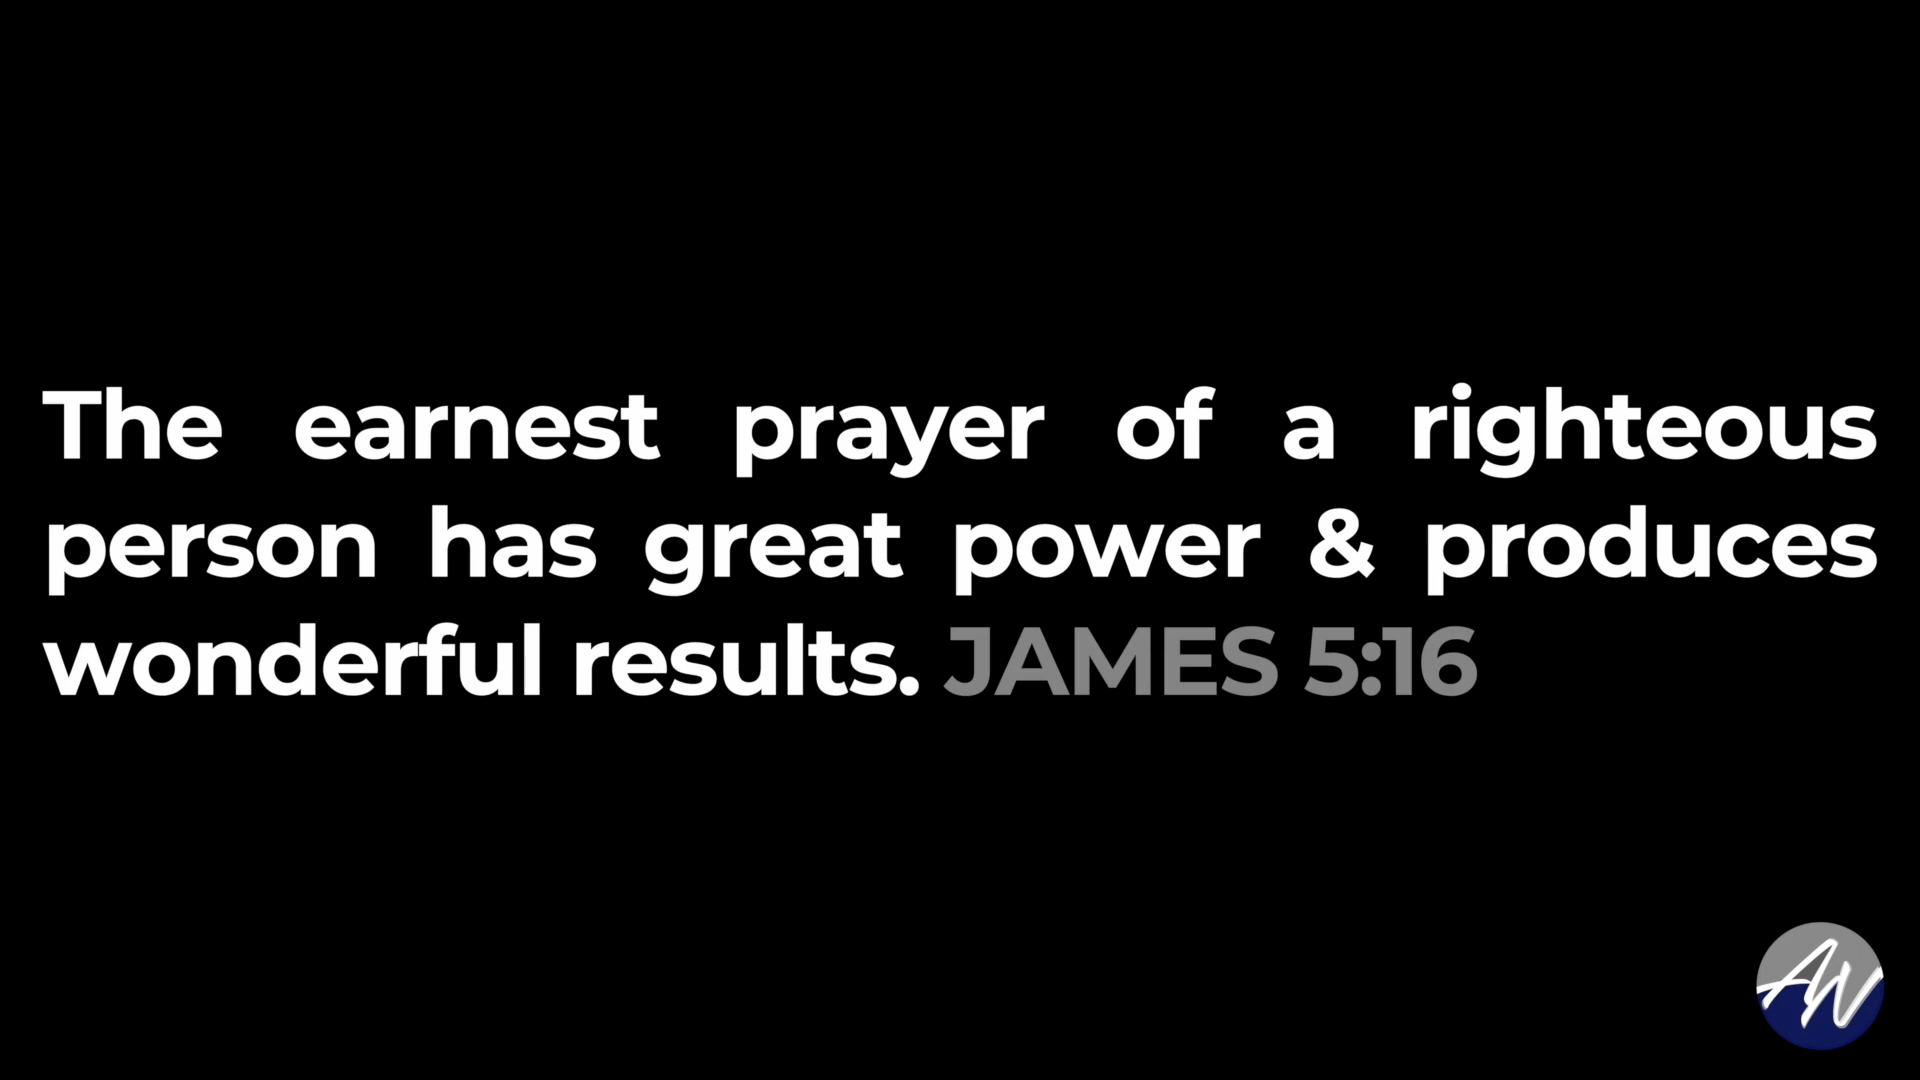 The earnest prayer of a righteous
person has great power & produces
wonderful results. JAMES 5:16
AW